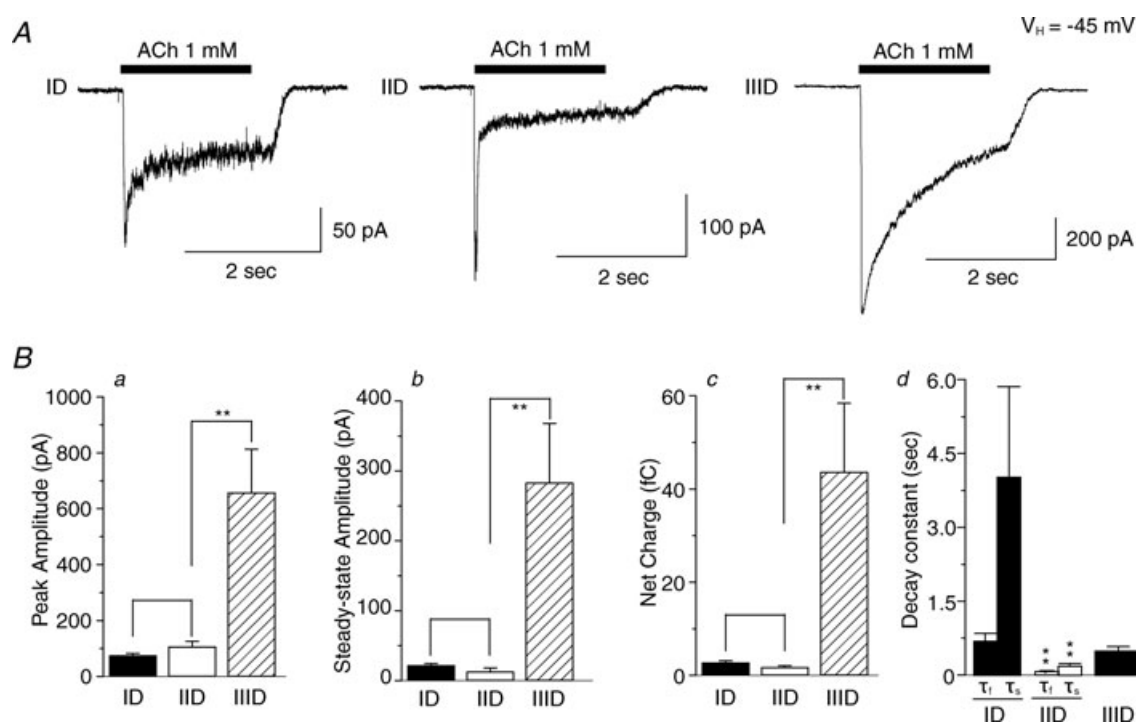 A
V_H = -45 mV
ACh 1 mM
ACh 1 mM
ACh 1 mM
ID
IID
IIID
50 pA
100 pA
200 pA
2 sec
2 sec
2 sec
B
a
Peak Amplitude (pA)
1000
800
600
400
200
0
**
ID IID IIID
b
Steady-state Amplitude (pA)
400
300
200
100
0
**
ID IID IIID
c
Net Charge (fC)
60
40
20
0
**
ID IID IIID
d
Decay constant (sec)
6.0
4.5
3.0
1.5
0
**
**
τf τs τf τs
ID IID IIID